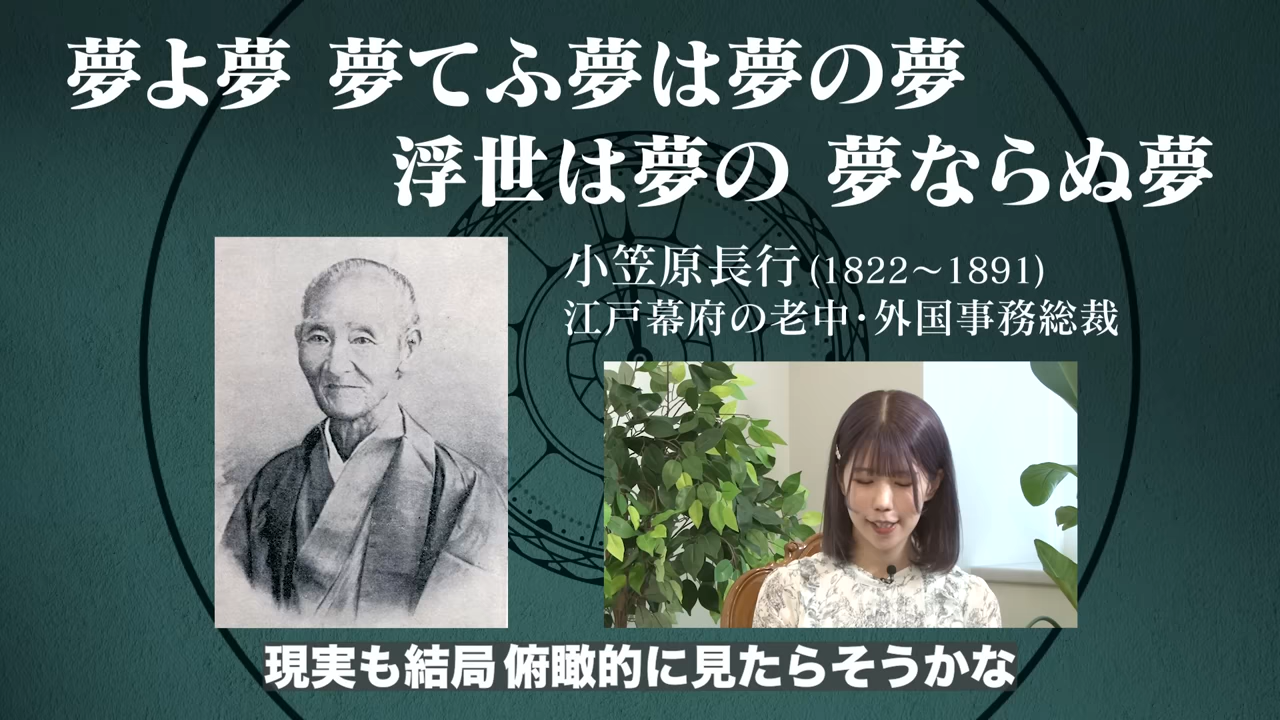 夢よ夢 夢てふ夢は夢の夢
浮世は夢の 夢ならぬ夢
小笠原長行(1822～1891)
江戸幕府の老中・外国事務総裁
現実も結局 俯瞰的に見たらそうかな